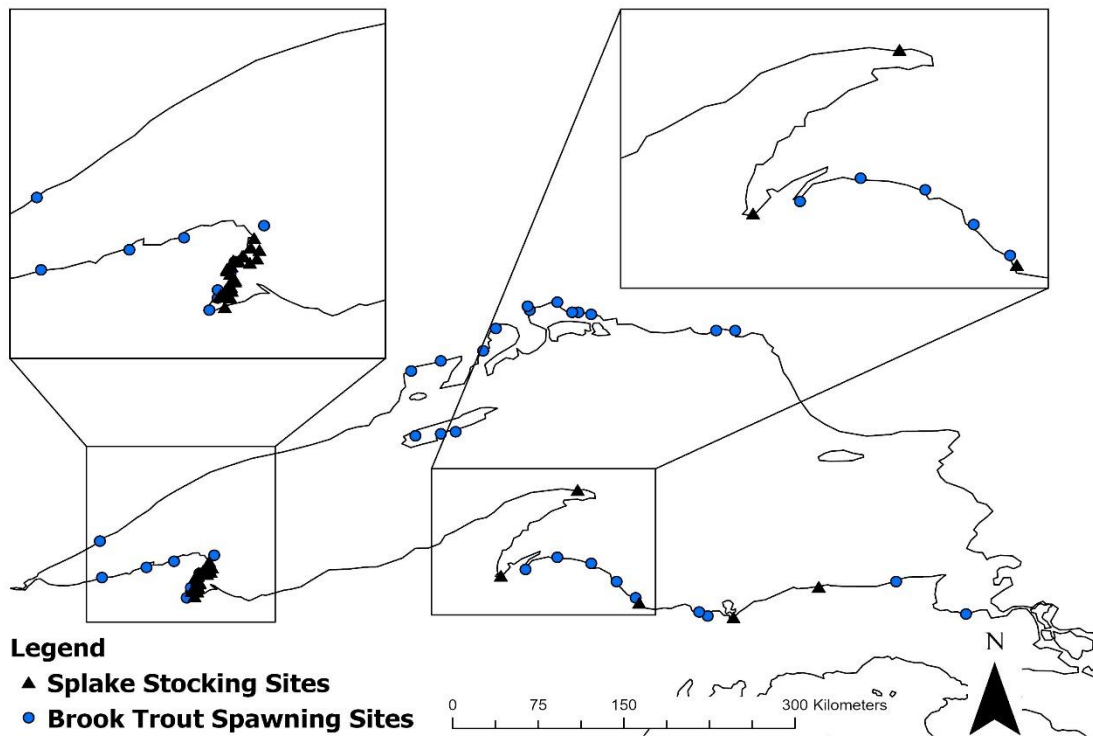 Legend
Splake Stocking Sites
Brook Trout Spawning Sites
N
0 75 150 300 Kilometers